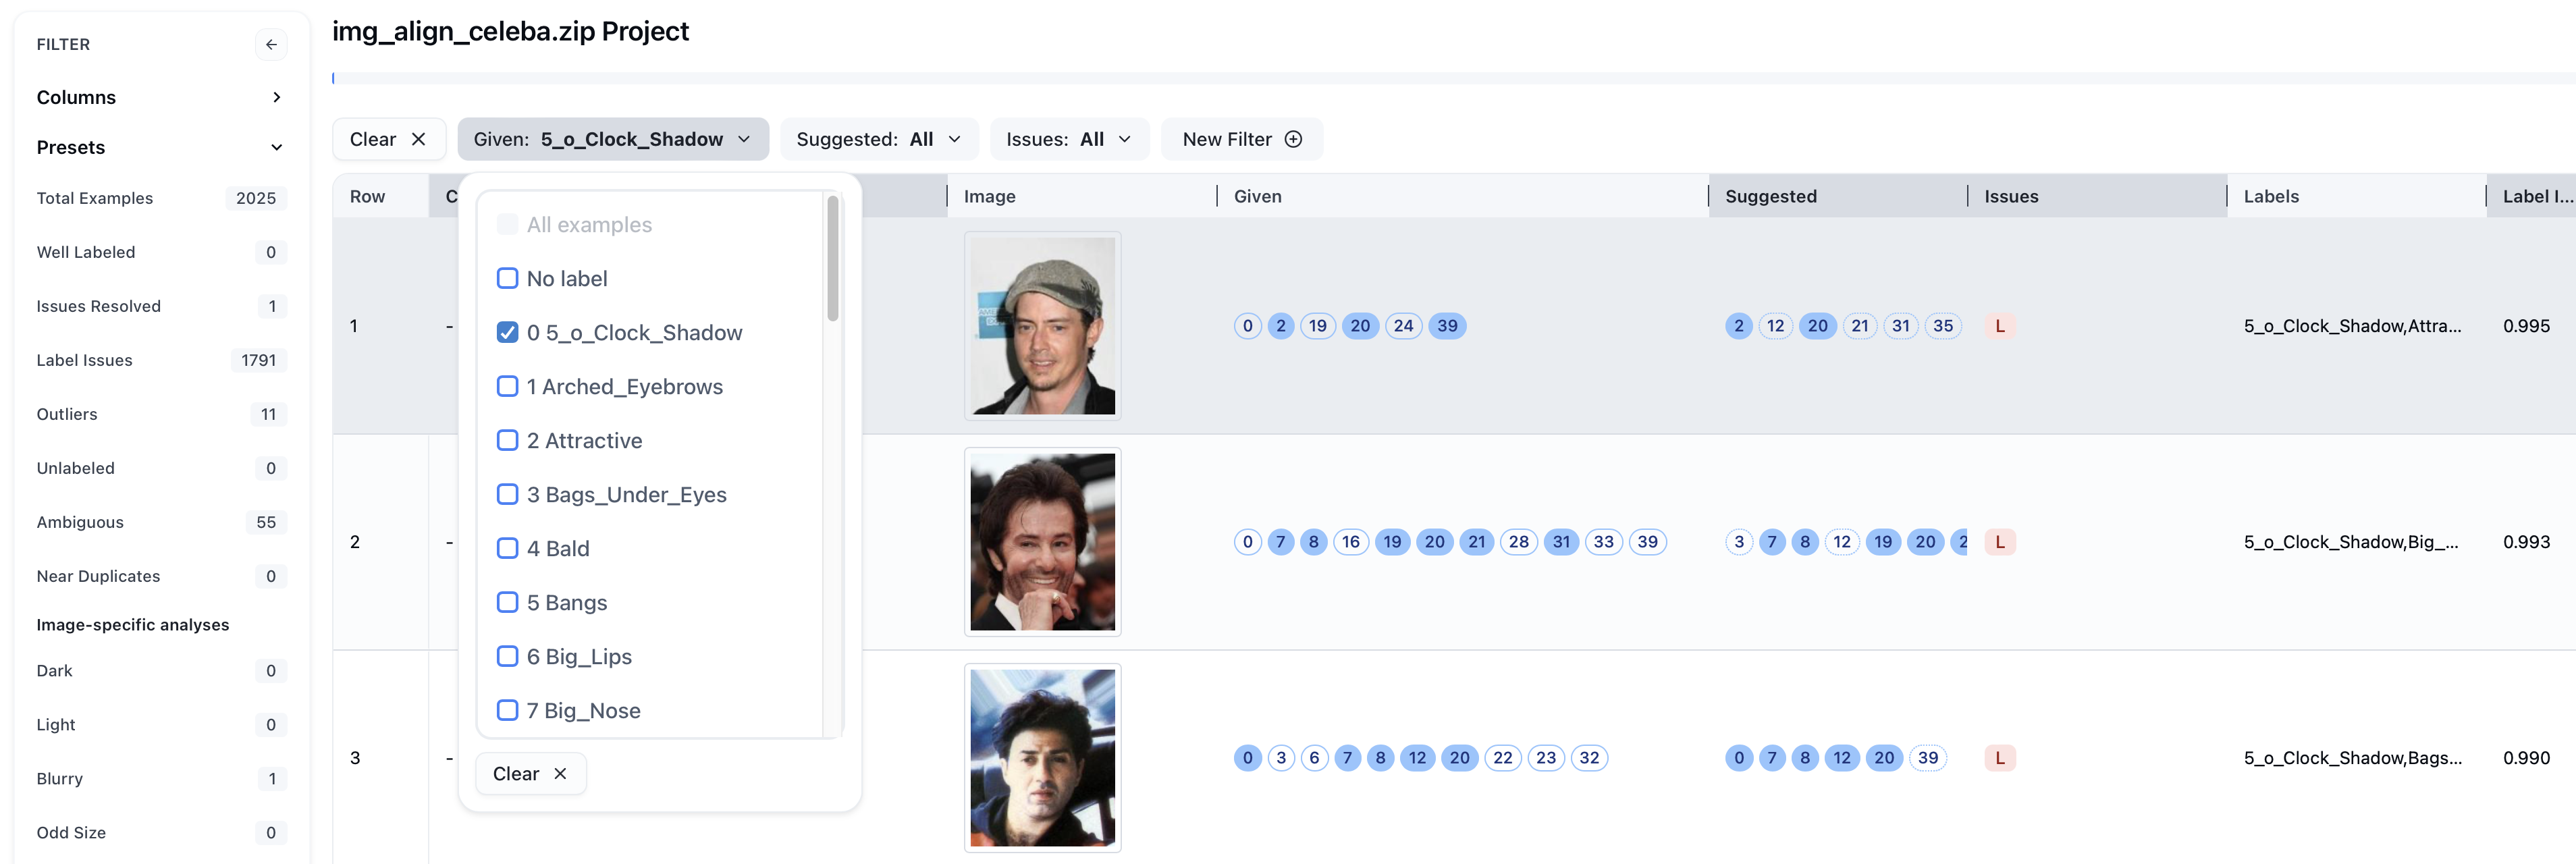 img_align_celeba.zip Project
FILTER
Columns
Presets
Total Examples 2025
Well Labeled 0
Issues Resolved 1
Label Issues 1791
Outliers 11
Unlabeled 0
Ambiguous 55
Near Duplicates 0
Image-specific analyses
Dark 0
Light 0
Blurry 1
Odd Size 0
Clear Given: 5_o_Clock_Shadow Suggested: All Issues: All New Filter
All examples
No label
0 5_o_Clock_Shadow
1 Arched_Eyebrows
2 Attractive
3 Bags_Under_Eyes
4 Bald
5 Bangs
6 Big_Lips
7 Big_Nose
Clear
Row C Image Given Suggested Issues Labels Label I...
1 - 0 2 19 20 24 39 2 12 20 21 31 35 L 5_o_Clock_Shadow,Attra... 0.995
2 - 0 7 8 16 19 20 21 28 31 33 39 3 7 8 12 19 20 2 L 5_o_Clock_Shadow,Big_... 0.993
3 - 0 3 6 7 8 12 20 22 23 32 0 7 8 12 20 39 L 5_o_Clock_Shadow,Bags... 0.990